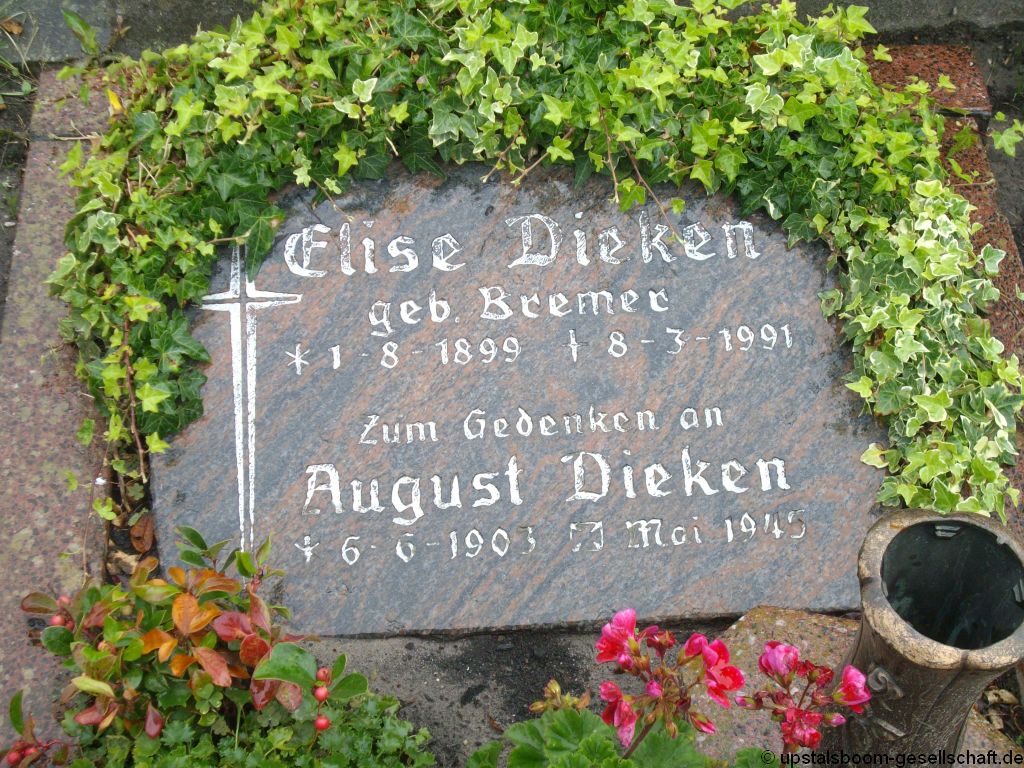 Elise Dieken
geb. Bremer
* 1-8-1899 † 8-3-1991
Zum Gedenken an
August Dieken
* 6-6-1903 Mai 1945
© upstalsboom-gesellschaft.de